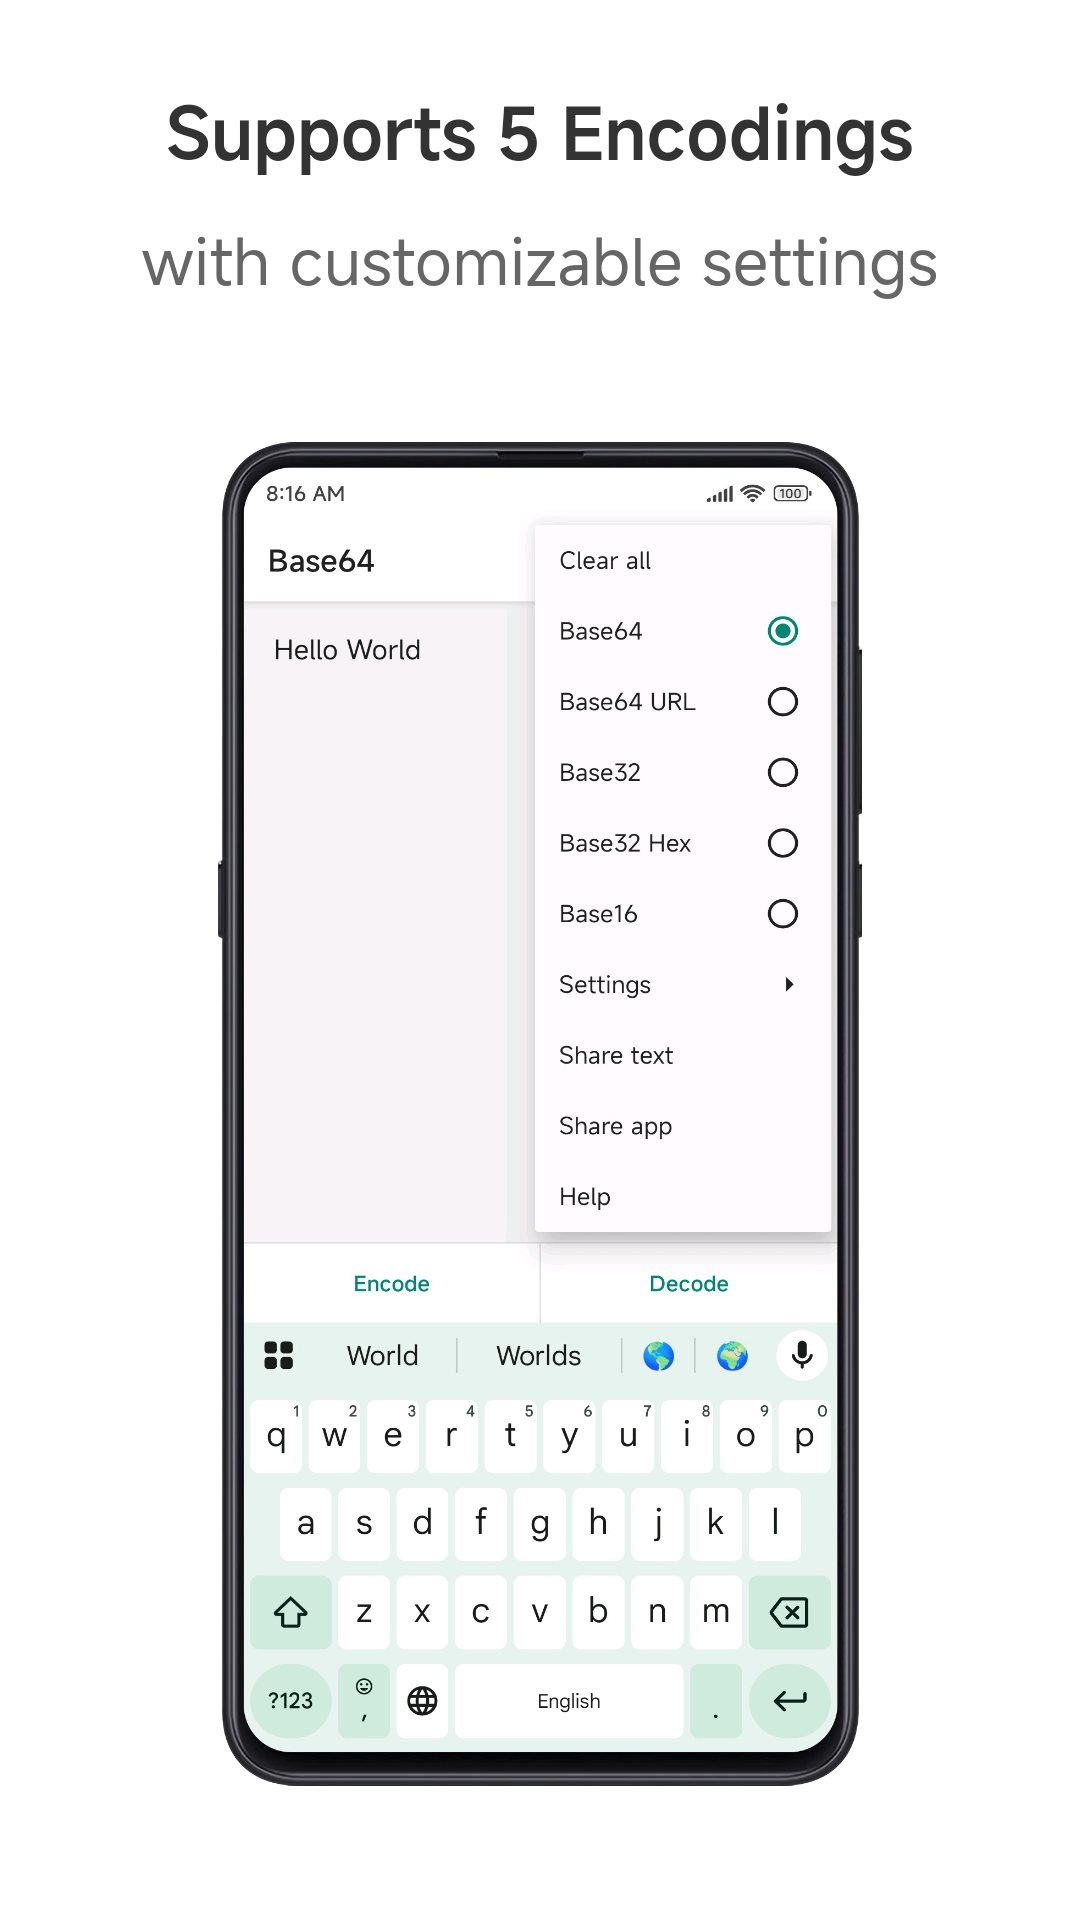 Supports 5 Encodings
with customizable settings
8:16 AM
100
Base64
Hello World
Clear all
Base64
Base64 URL
Base32
Base32 Hex
Base16
Settings
Share text
Share app
Help
Encode Decode
World Worlds
1 2 3 4 5 6 7 8 9 0
q w e r t y u i o p
a s d f g h j k l
z x c v b n m
?123 , English .